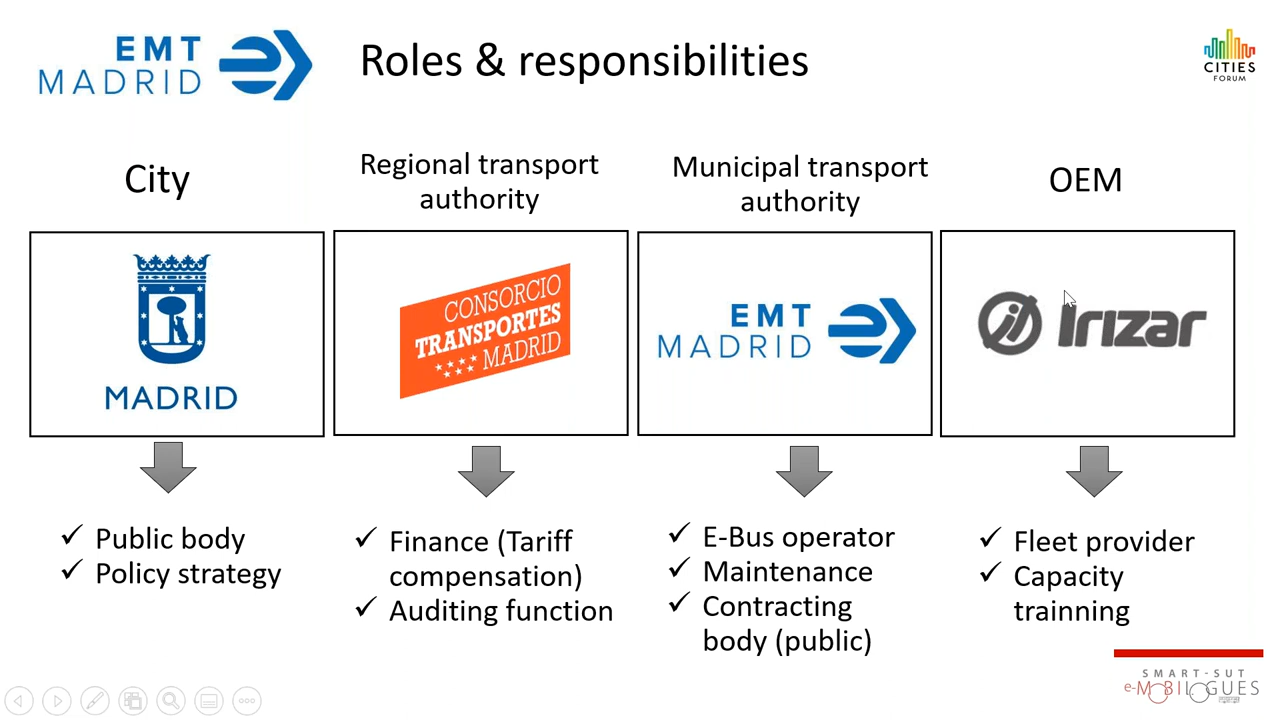 EMT
MADRID
Roles & responsibilities
CITIES
FORUM
City
Regional transport
authority
Municipal transport
authority
OEM
MADRID
CONSORCIO
TRANSPORTES
MADRID
EMT
MADRID
Irizar
Public body
Policy strategy
Finance (Tariff
compensation)
Auditing function
E-Bus operator
Maintenance
Contracting
body (public)
Fleet provider
Capacity
trainning
SMART-SUT
e-MOBILOGUES